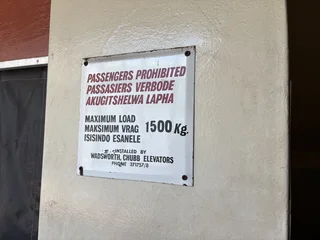 PASSENGERS PROHIBITED
PASSASIERS VERBODE
AKUGITSHELWA LAPHA
MAXIMUM LOAD
MAKSIMUM VRAG 1500 Kg.
ISISINDO ESANELE
INSTALLED BY
WADSWORTH, CHUBB ELEVATORS
PHONE